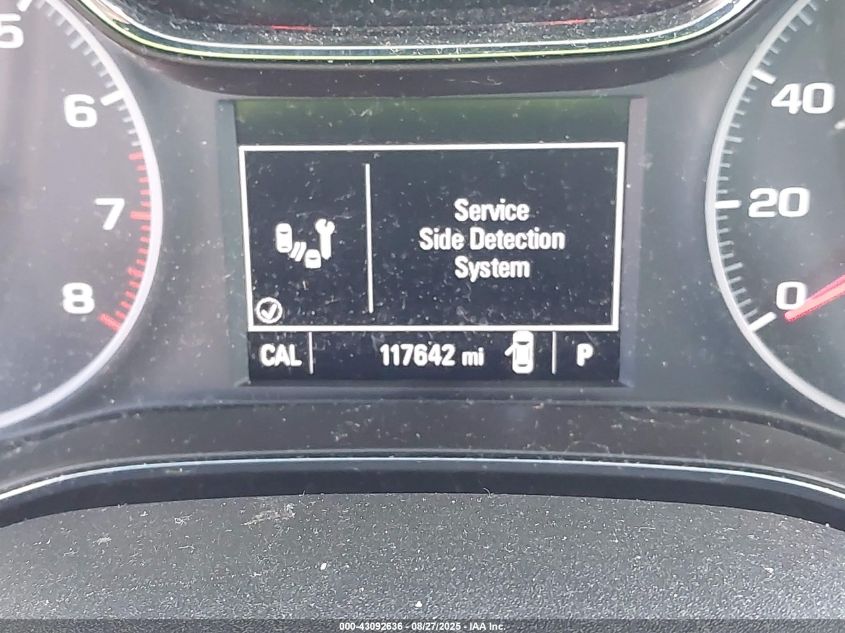 5
6
7
8
40
20
0
Service
Side Detection
System
CAL 117642 mi P
000-43092636 - 08/27/2025 - IAA Inc.